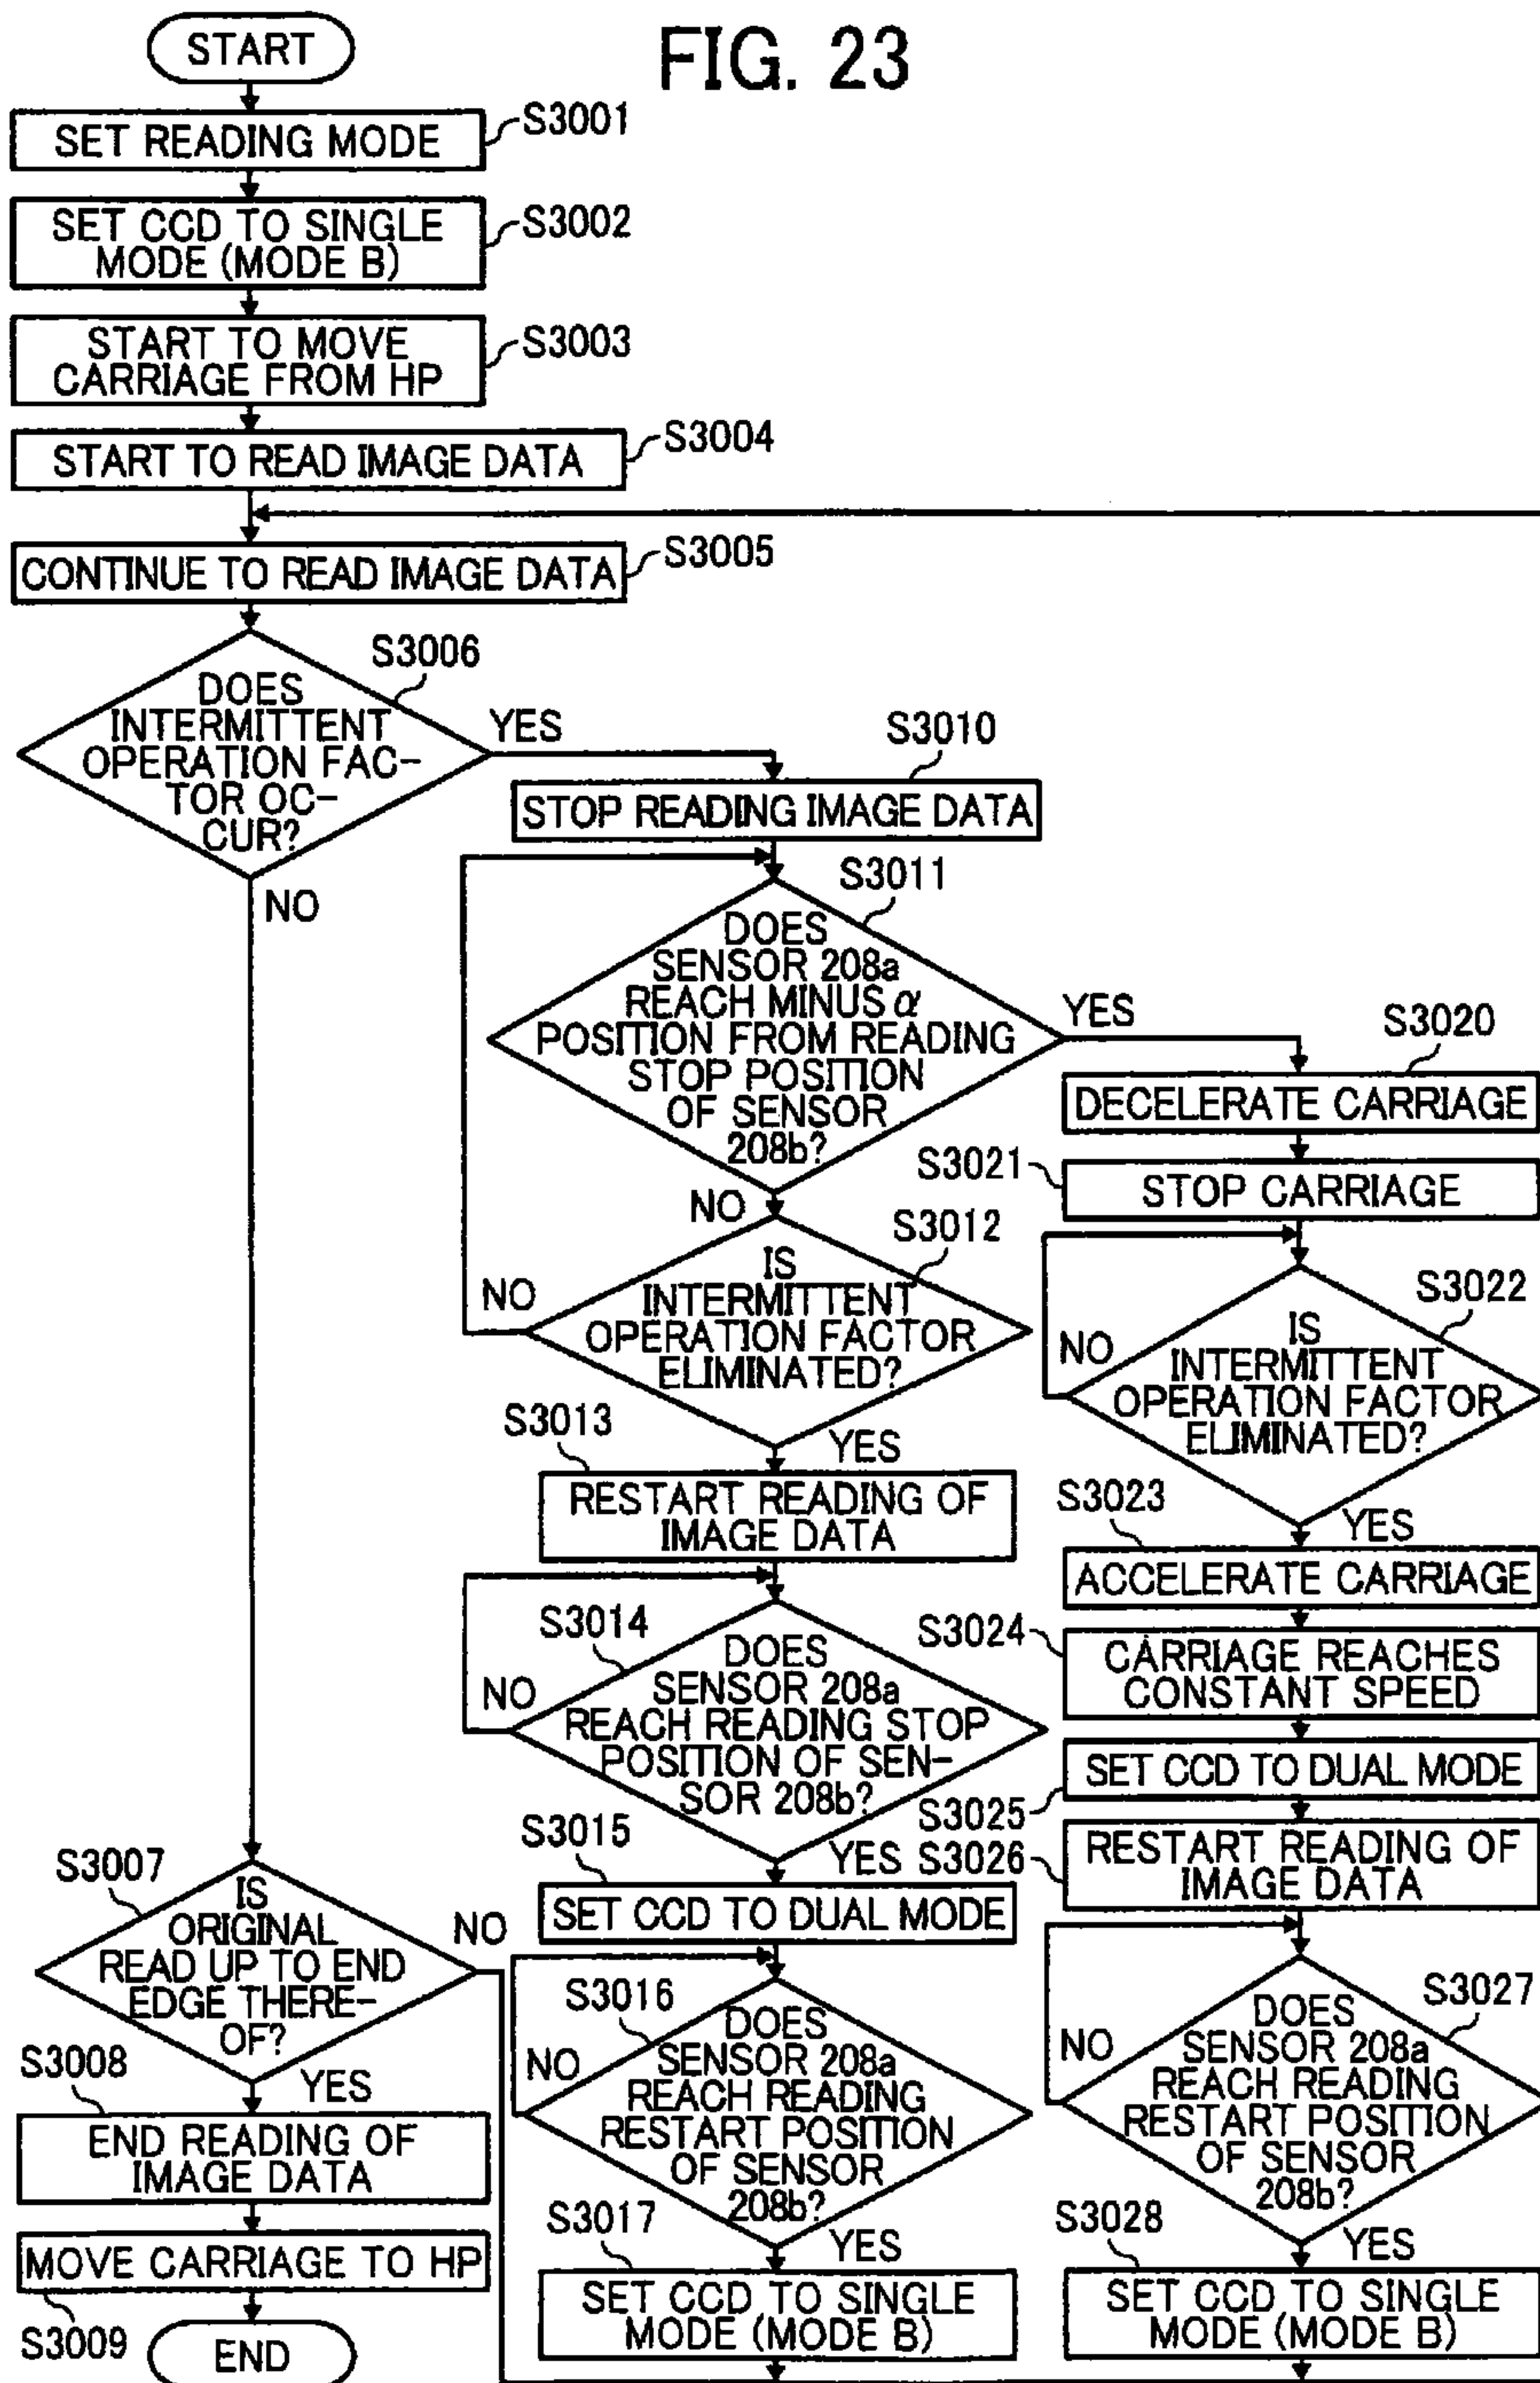 FIG. 23
START
SET READING MODE
S3001
SET CCD TO SINGLE
MODE (MODE B)
S3002
START TO MOVE
CARRIAGE FROM HP
S3003
START TO READ IMAGE DATA
S3004
CONTINUE TO READ IMAGE DATA
S3005
S3006
DOES
INTERMITTENT
OPERATION FAC-
TOR OC-
CUR?
YES
NO
S3007
IS
ORIGINAL
READ UP TO END
EDGE THERE-
OF?
NO
YES
S3008
END READING OF
IMAGE DATA
MOVE CARRIAGE TO HP
S3009
END
S3010
STOP READING IMAGE DATA
S3011
DOES
SENSOR 208a
REACH MINUS α
POSITION FROM READING
STOP POSITION
OF SENSOR
208b?
YES
NO
S3012
IS
INTERMITTENT
OPERATION FACTOR
ELIMINATED?
NO
YES
S3013
RESTART READING OF
IMAGE DATA
S3014
DOES
SENSOR 208a
REACH READING STOP
POSITION OF SEN-
SOR 208b?
NO
YES
S3015
SET CCD TO DUAL MODE
S3016
DOES
SENSOR 208a
REACH READING
RESTART POSITION
OF SENSOR
208b?
NO
YES
S3017
SET CCD TO SINGLE
MODE (MODE B)
S3020
DECELERATE CARRIAGE
S3021
STOP CARRIAGE
S3022
IS
INTERMITTENT
OPERATION FACTOR
ELIMINATED?
NO
YES
S3023
ACCELERATE CARRIAGE
S3024
CARRIAGE REACHES
CONSTANT SPEED
SET CCD TO DUAL MODE
S3025
S3026
RESTART READING OF
IMAGE DATA
S3027
DOES
SENSOR 208a
REACH READING
RESTART POSITION
OF SENSOR
208b?
NO
YES
S3028
SET CCD TO SINGLE
MODE (MODE B)